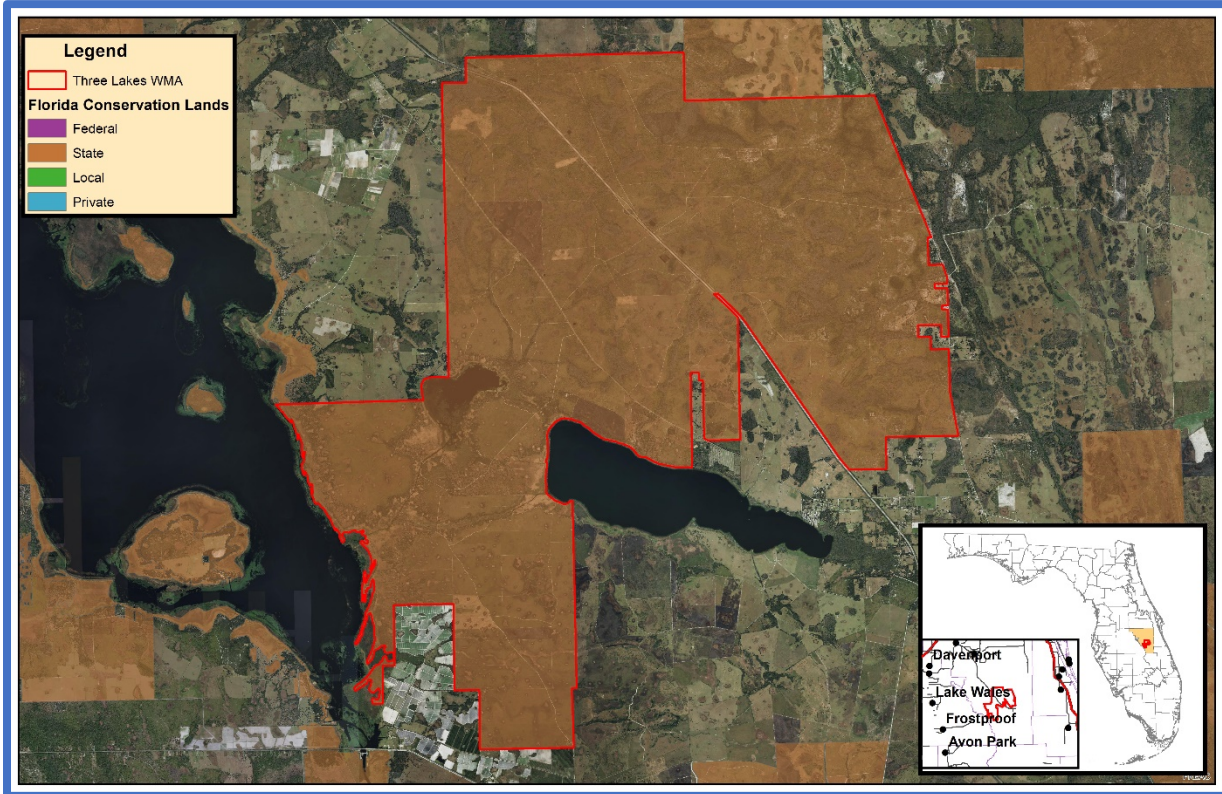 Legend
Three Lakes WMA
Florida Conservation Lands
Federal
State
Local
Private
Davenport
Lake Wales
Frostproof
Avon Park